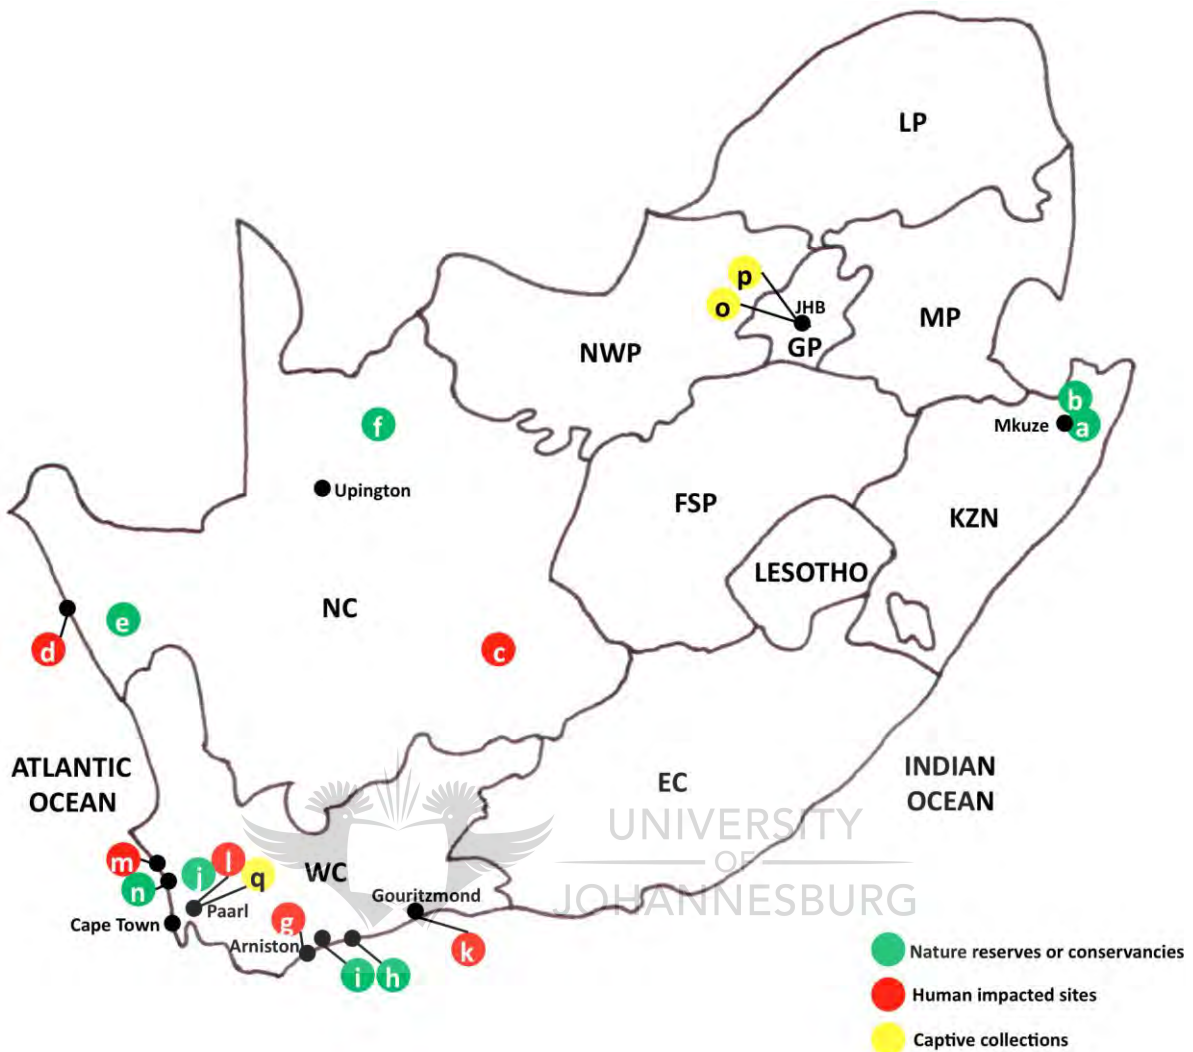 LP
p
o
JHB
MP
NWP
GP
b
Mkuze
a
f
Upington
FSP
KZN
LESOTHO
NC
e
d
c
ATLANTIC
OCEAN
EC
INDIAN
OCEAN
UNIVERSITY
OF
JOHANNESBURG
m
j
l
q
WC
n
Paarl
Gouritzmond
Cape Town
g
Arniston
k
i
h
Nature reserves or conservancies
Human impacted sites
Captive collections